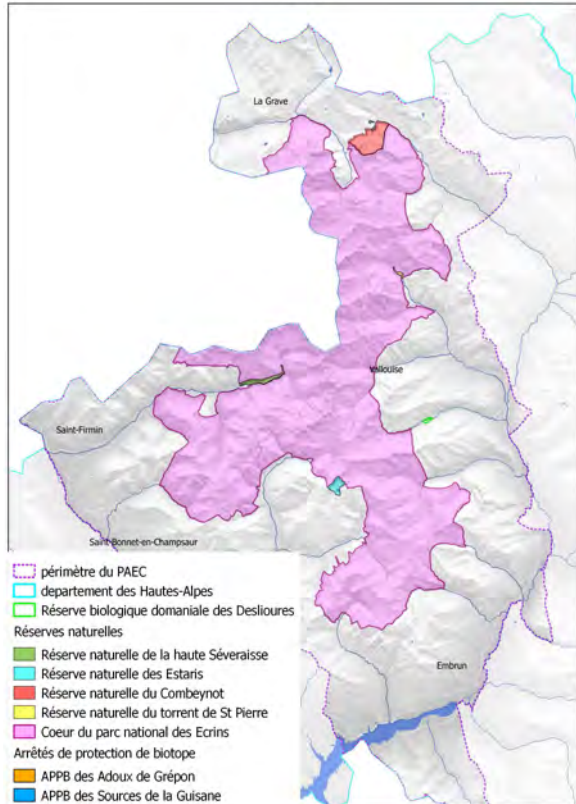 La Grave
Vallouise
Saint-Firmin
Saint-Bonnet-en-Champsaur
Embrun
périmètre du PAEC
departement des Hautes-Alpes
Réserve biologique domaniale des Deslioures
Réserves naturelles
Réserve naturelle de la haute Séveraisse
Réserve naturelle des Estaris
Réserve naturelle du Combeynot
Réserve naturelle du torrent de St Pierre
Coeur du parc national des Ecrins
Arrêtés de protection de biotope
APPB des Adoux de Grépon
APPB des Sources de la Guisane